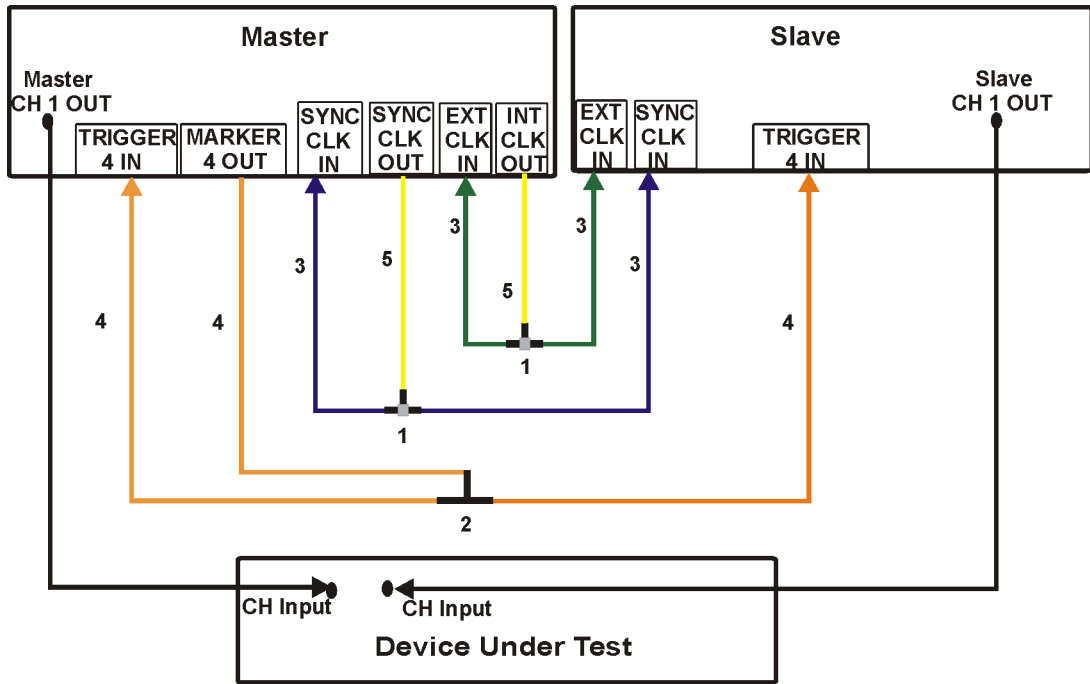 Master
Slave
Master
CH 1 OUT
TRIGGER
4 IN
MARKER
4 OUT
SYNC
CLK
IN
SYNC
CLK
OUT
EXT
CLK
IN
INT
CLK
OUT
EXT
CLK
IN
SYNC
CLK
IN
TRIGGER
4 IN
Slave
CH 1 OUT
3
5
3
5
3
3
4
4
4
1
1
2
CH Input
CH Input
Device Under Test